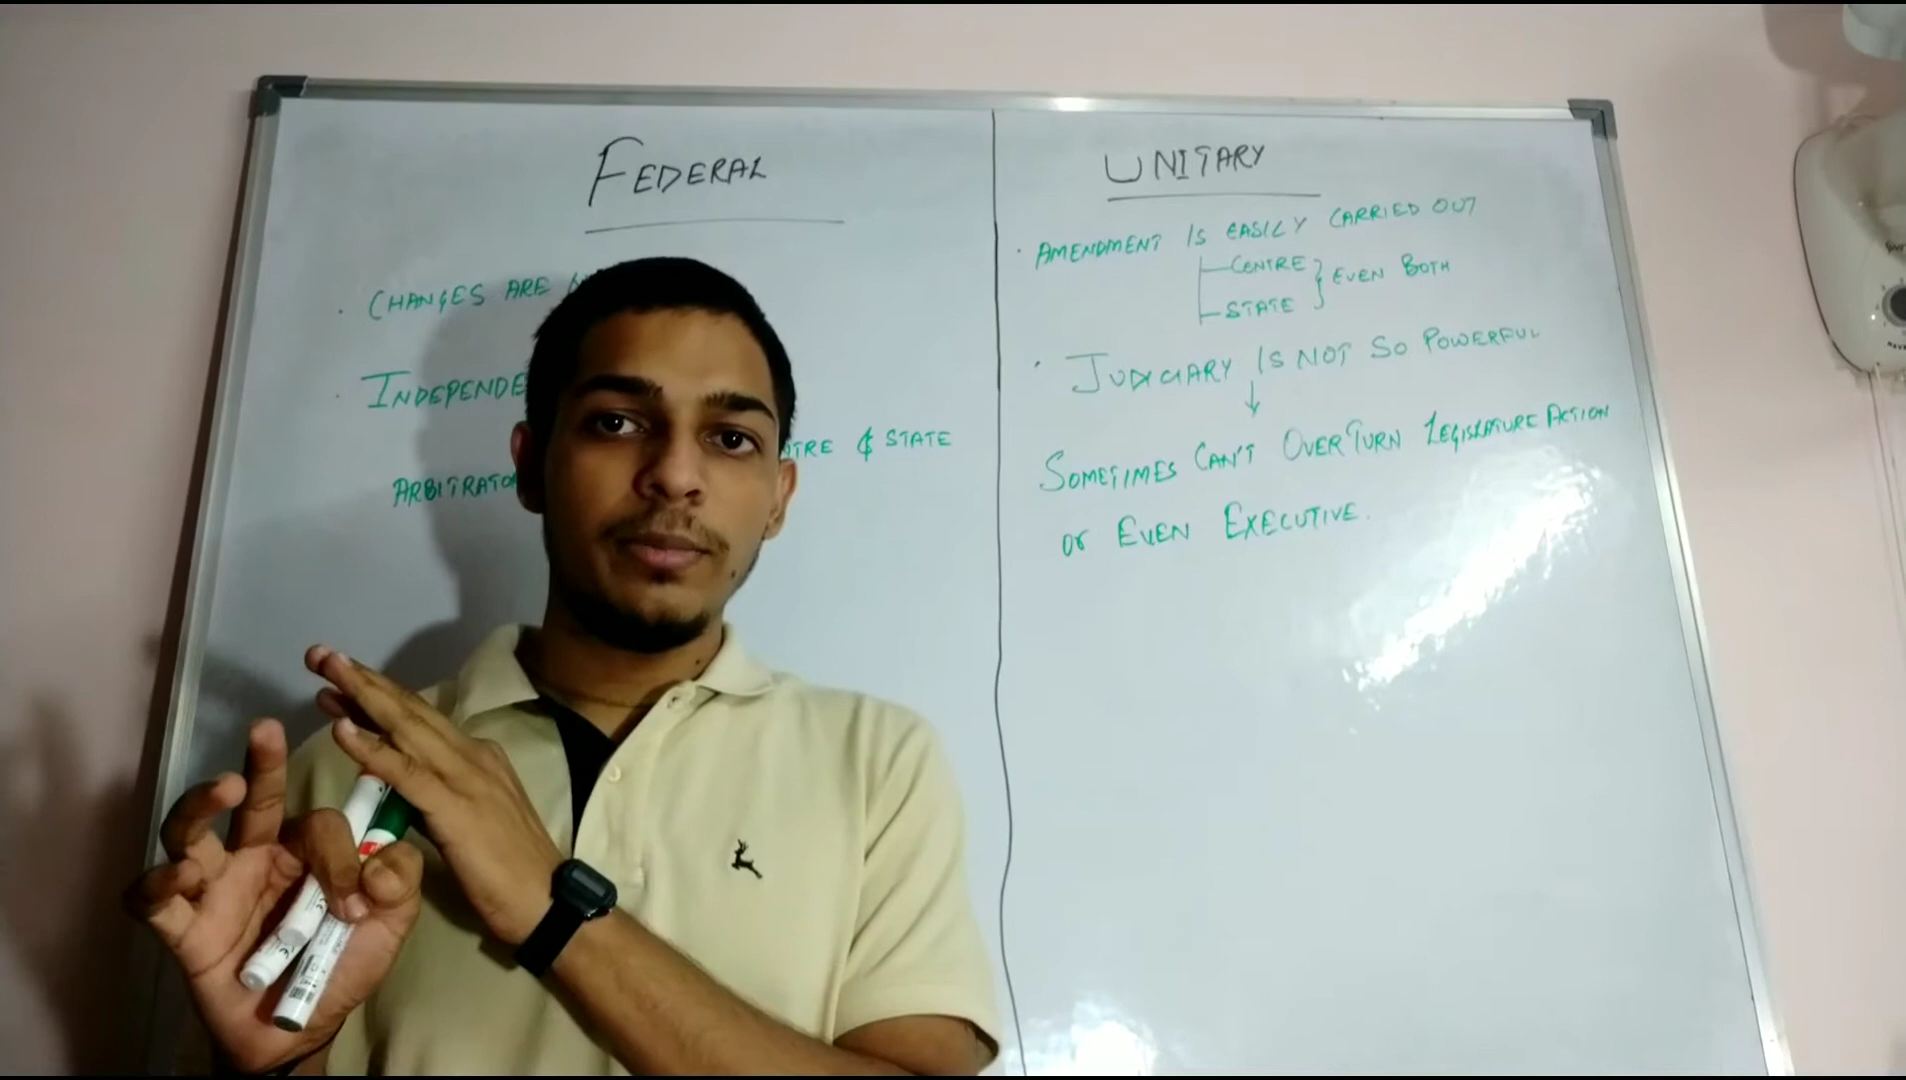 FEDERAL
CHANGES ARE
INDEPENDE
& STATE
ARBITRATO
UNITARY
· AMENDMENT IS EASILY CARRIED OUT
CENTRE } EVEN BOTH
STATE
· JUDICIARY IS NOT SO POWERFUL
↓
SOMETIMES CAN'T OVERTURN LEGISLATURE ACTION
or EVEN EXECUTIVE.